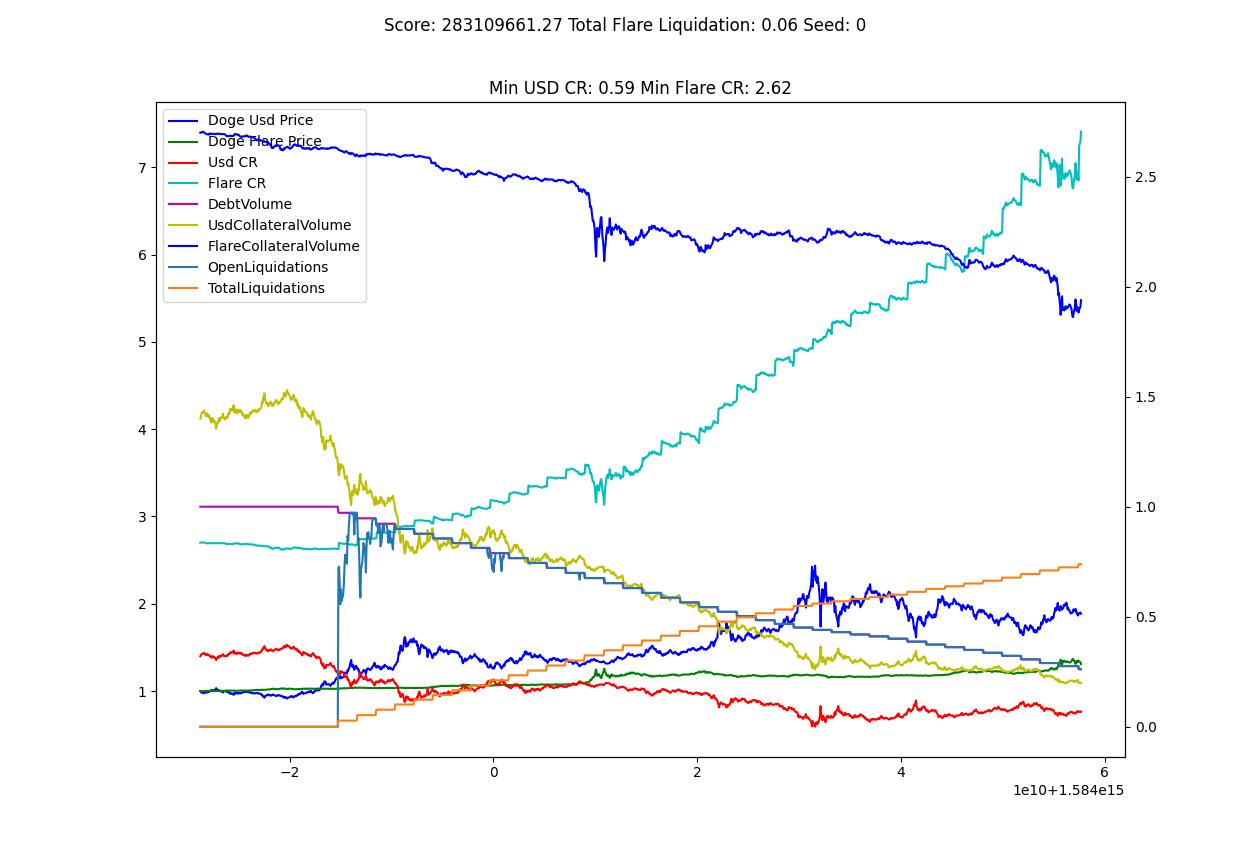 Score: 283109661.27 Total Flare Liquidation: 0.06 Seed: 0
Min USD CR: 0.59 Min Flare CR: 2.62
Doge Usd Price
Doge Flare Price
Usd CR
Flare CR
DebtVolume
UsdCollateralVolume
FlareCollateralVolume
OpenLiquidations
TotalLiquidations
7
6
5
4
3
2
1
2.5
2.0
1.5
1.0
0.5
0.0
−2
0
2
4
6
1e10+1.584e15